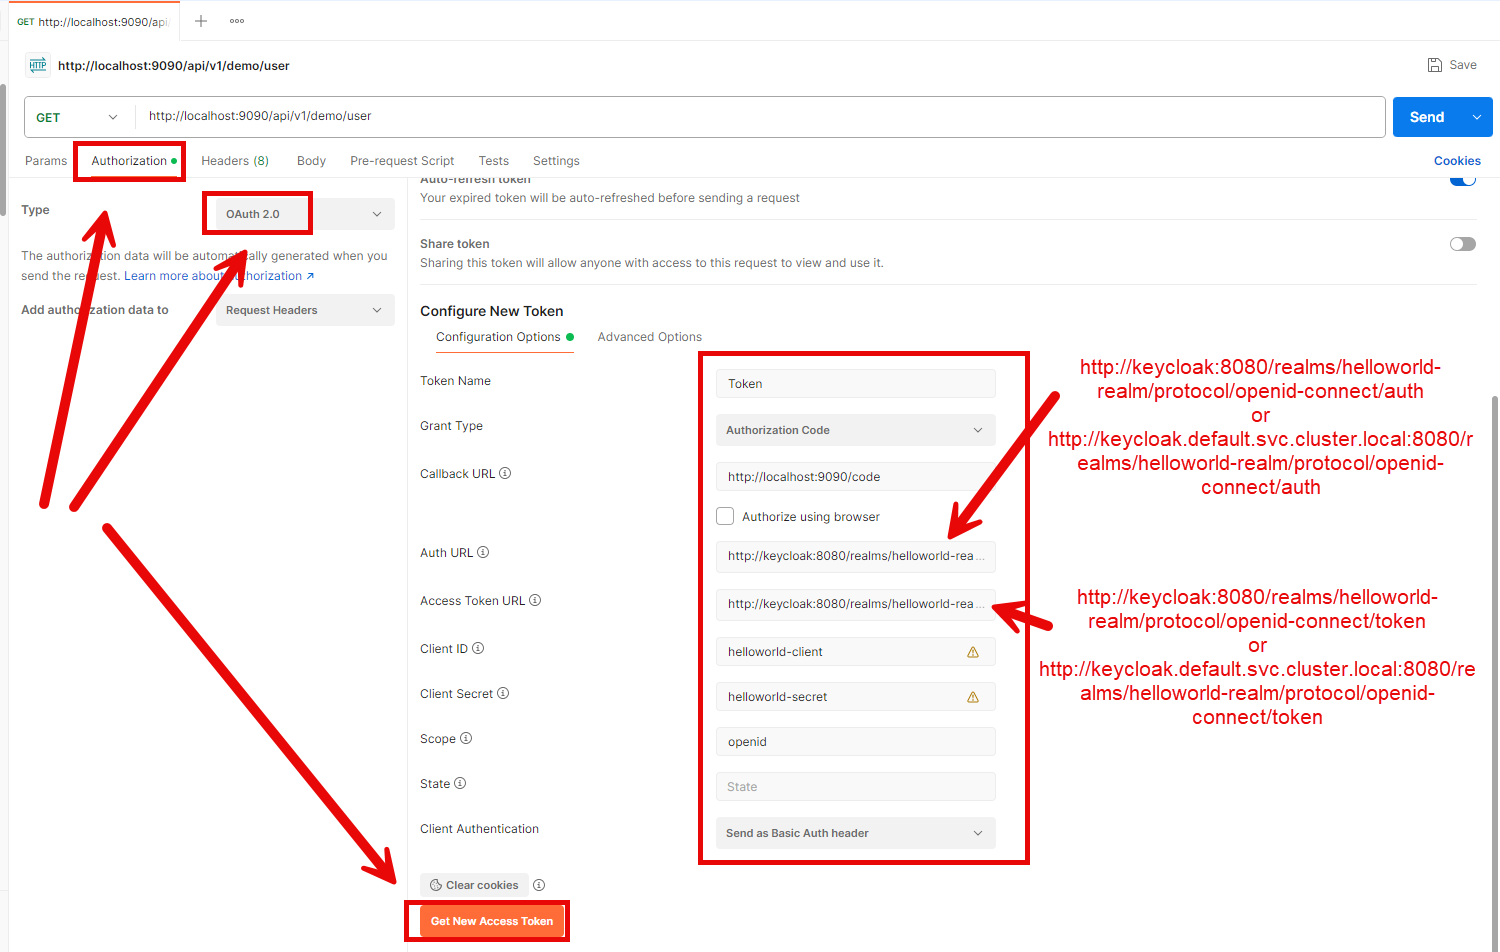 GET http://localhost:9090/api/
http://localhost:9090/api/v1/demo/user
Save
GET
http://localhost:9090/api/v1/demo/user
Send
Params
Authorization
Headers (8)
Body
Pre-request Script
Tests
Settings
Cookies
Type
OAuth 2.0
The authorization data will be automatically generated when you
send the request. Learn more about authorization ↗
Add authorization data to
Request Headers
Auto-refresh token
Your expired token will be auto-refreshed before sending a request
Share token
Sharing this token will allow anyone with access to this request to view and use it.
Configure New Token
Configuration Options
Advanced Options
Token Name
Token
Grant Type
Authorization Code
Callback URL
http://localhost:9090/code
Authorize using browser
Auth URL
http://keycloak:8080/realms/helloworld-rea...
Access Token URL
http://keycloak:8080/realms/helloworld-rea...
Client ID
helloworld-client
Client Secret
helloworld-secret
Scope
openid
State
State
Client Authentication
Send as Basic Auth header
Clear cookies
Get New Access Token
http://keycloak:8080/realms/helloworld-
realm/protocol/openid-connect/auth
or
http://keycloak.default.svc.cluster.local:8080/r
ealms/helloworld-realm/protocol/openid-
connect/auth
http://keycloak:8080/realms/helloworld-
realm/protocol/openid-connect/token
or
http://keycloak.default.svc.cluster.local:8080/re
alms/helloworld-realm/protocol/openid-
connect/token